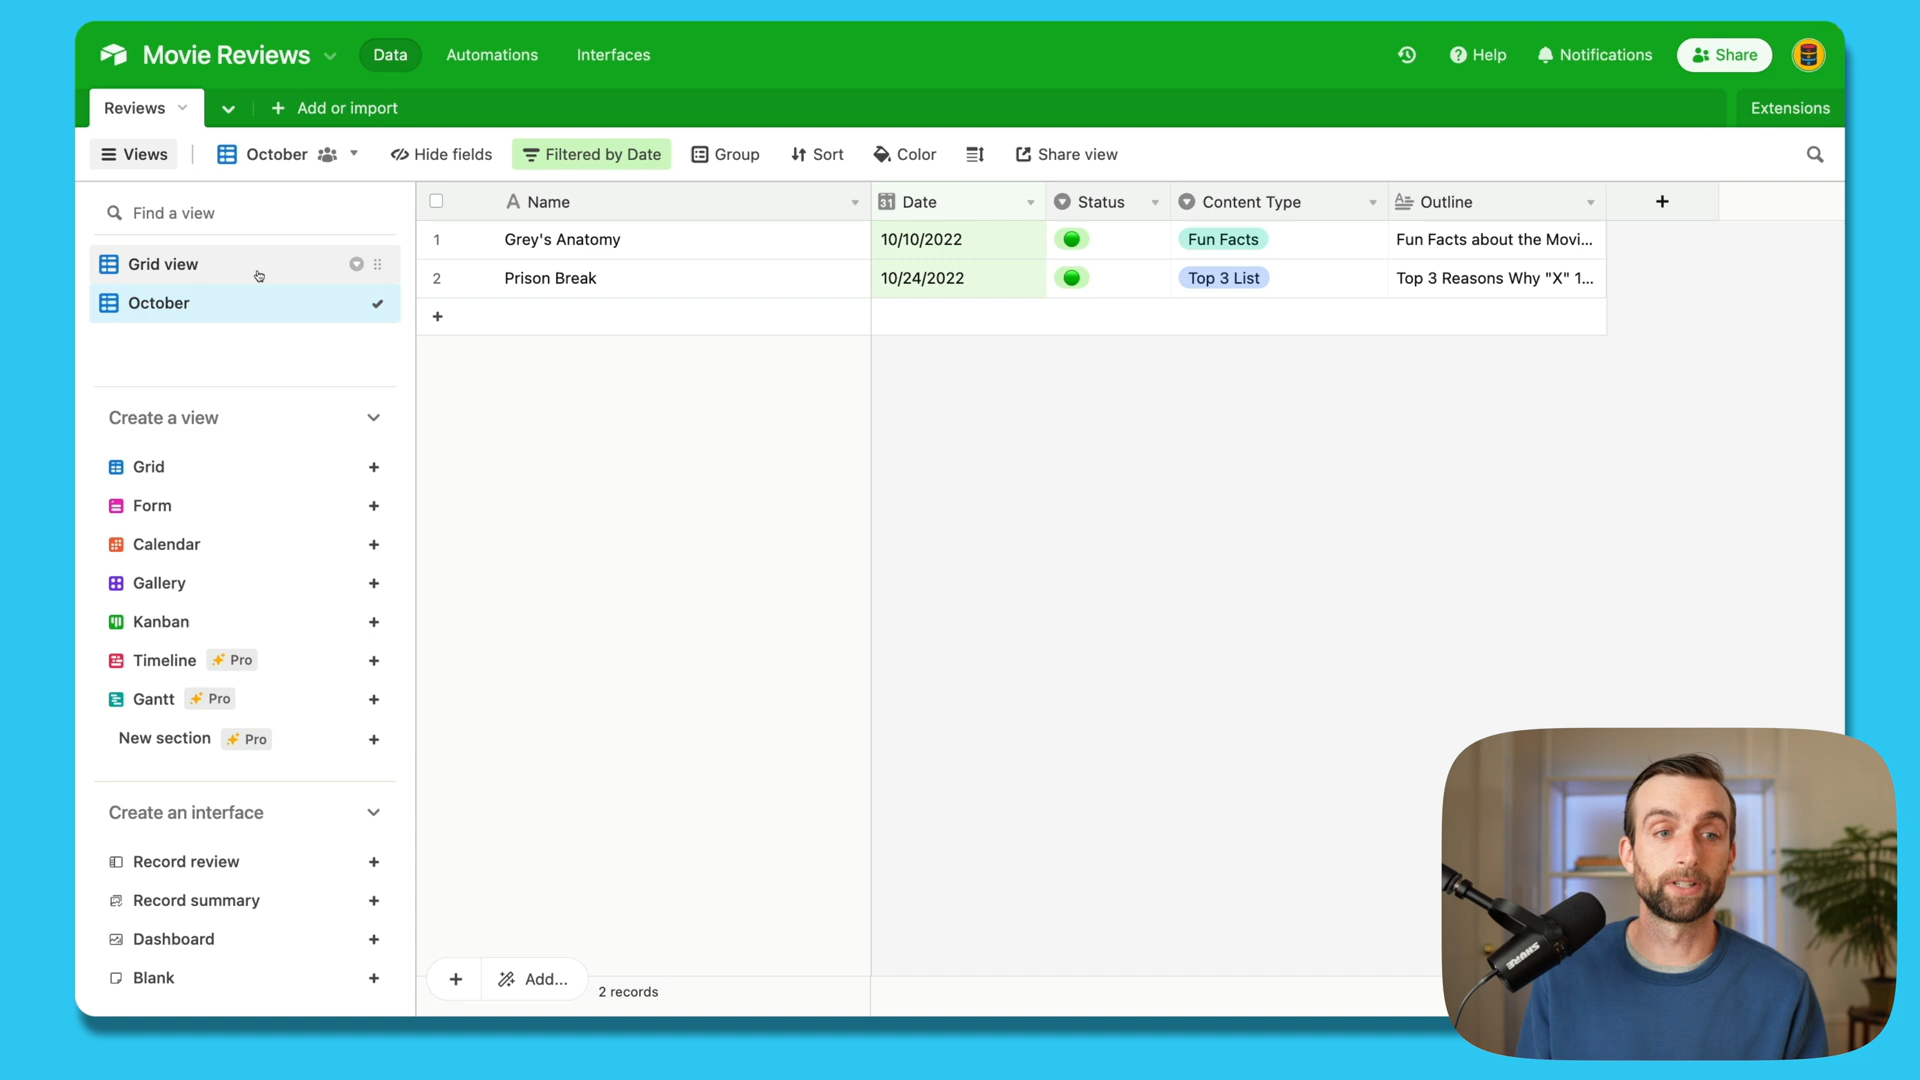 Movie Reviews
Data
Automations
Interfaces
Help
Notifications
Share
Reviews
Add or import
Extensions
Views
October
Hide fields
Filtered by Date
Group
Sort
Color
Share view
Find a view
Grid view
October
Create a view
Grid
Form
Calendar
Gallery
Kanban
Timeline Pro
Gantt Pro
New section Pro
Create an interface
Record review
Record summary
Dashboard
Blank
Name
31 Date
Status
Content Type
Outline
1 Grey's Anatomy 10/10/2022 Fun Facts Fun Facts about the Movi...
2 Prison Break 10/24/2022 Top 3 List Top 3 Reasons Why "X" 1...
Add...
2 records
SHURE